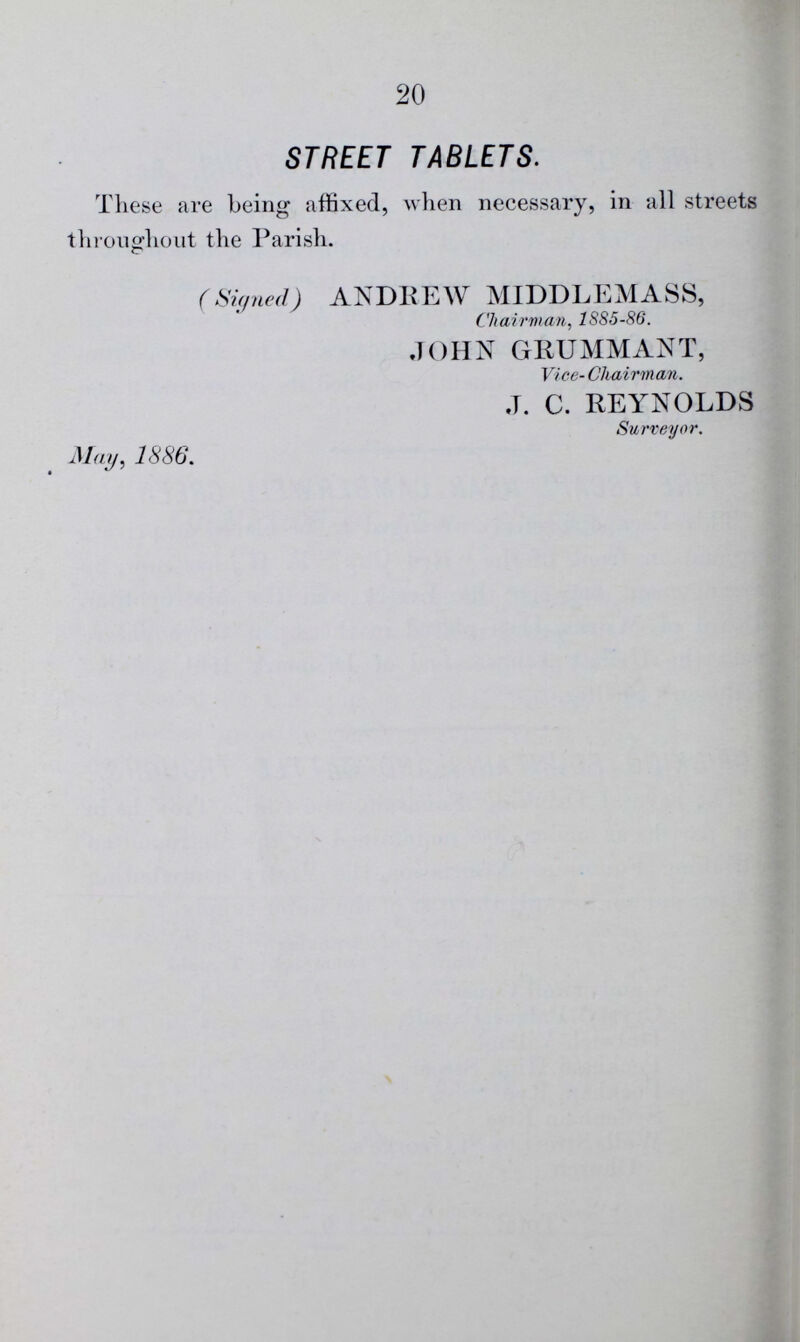 20
STREET TABLETS.
These are being affixed, when necessary, in all streets
throughout the Parish.
(Signed) ANDREW MIDDLEMASS,
Chairman, 1885-86.
JOHN GRUMMANT,
Vice-Chairman.
J. C. REYNOLDS
Surveyor.
May, 1886.